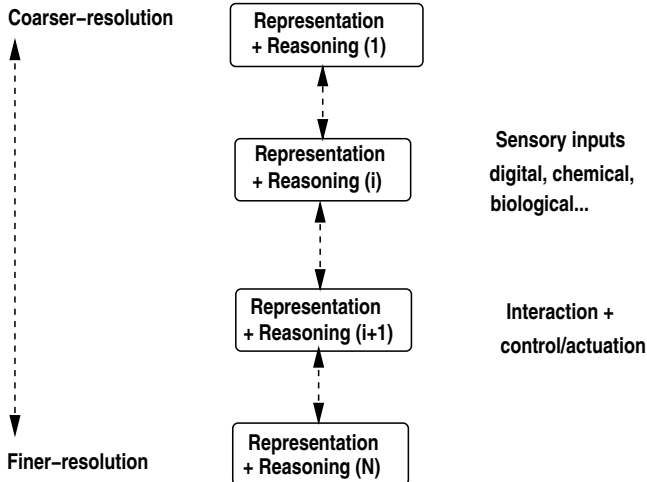 Coarser–resolution
Representation
+ Reasoning (1)
Representation
+ Reasoning (i)
Sensory inputs
digital, chemical,
biological...
Representation
+ Reasoning (i+1)
Interaction +
control/actuation
Finer–resolution
Representation
+ Reasoning (N)